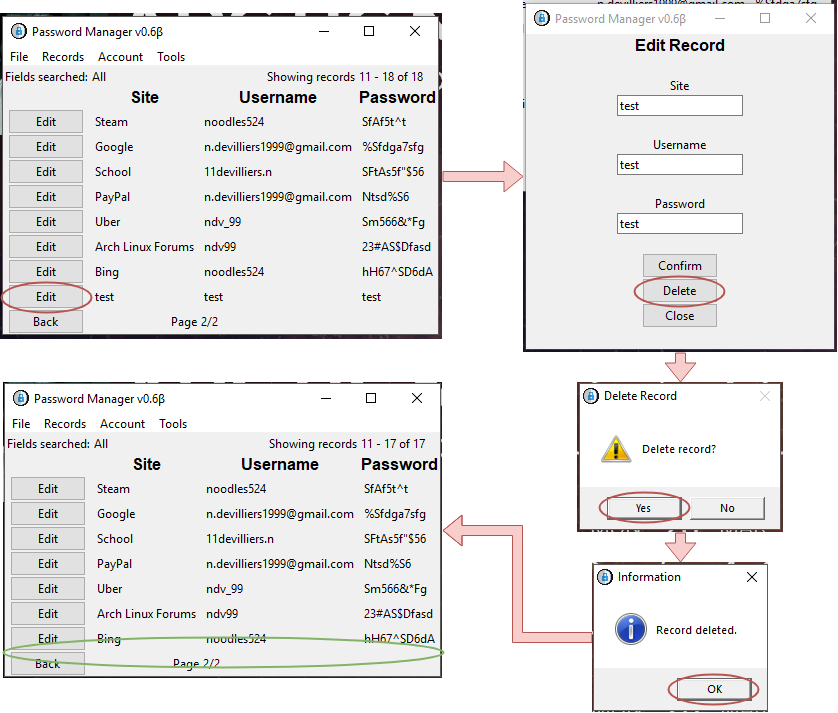 Password Manager v0.6β
File Records Account Tools
Fields searched: All Showing records 11 - 18 of 18
Site Username Password
Edit Steam noodles524 SfAf5t^t
Edit Google n.devilliers1999@gmail.com %Sfdga7sfg
Edit School 11devilliers.n SFtAs5f"$56
Edit PayPal n.devilliers1999@gmail.com Ntsd%S6
Edit Uber ndv_99 Sm566&*Fg
Edit Arch Linux Forums ndv99 23#AS$Dfasd
Edit Bing noodles524 hH67^SD6dA
Edit test test test
Back Page 2/2
Password Manager v0.6β
Edit Record
Site
test
Username
test
Password
test
Confirm
Delete
Close
Delete Record
Delete record?
Yes No
Information
Record deleted.
OK
Password Manager v0.6β
File Records Account Tools
Fields searched: All Showing records 11 - 17 of 17
Site Username Password
Edit Steam noodles524 SfAf5t^t
Edit Google n.devilliers1999@gmail.com %Sfdga7sfg
Edit School 11devilliers.n SFtAs5f"$56
Edit PayPal n.devilliers1999@gmail.com Ntsd%S6
Edit Uber ndv_99 Sm566&*Fg
Edit Arch Linux Forums ndv99 23#AS$Dfasd
Edit Bing noodles524 hH67^SD6dA
Back Page 2/2